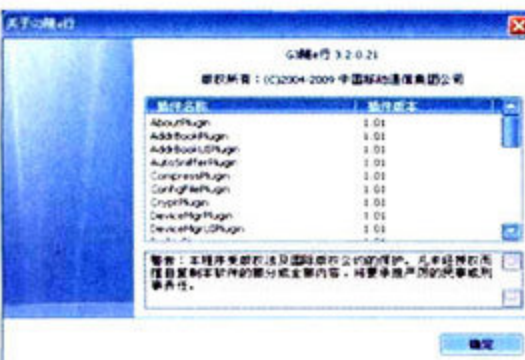 关于G3随e行
G3随e行 3.2.0.21
版权所有：(C)2004-2009 中国移动通信集团公司
插件名称 插件版本
AboutPlugin 1.01
AddrBookPlugin 1.01
AddrBookUSPlugin 1.01
AutoSnifferPlugin 1.01
CompressPlugin 1.01
ConfigFilePlugin 1.01
CryptPlugin 1.01
DeviceMgrPlugin 1.01
DeviceMgrUSPlugin 1.01
警告：本程序受版权法及国际版权公约的保护。凡未经授权而
擅自复制本软件的部分或全部内容，将要承担严厉的民事或刑
事责任。
确定